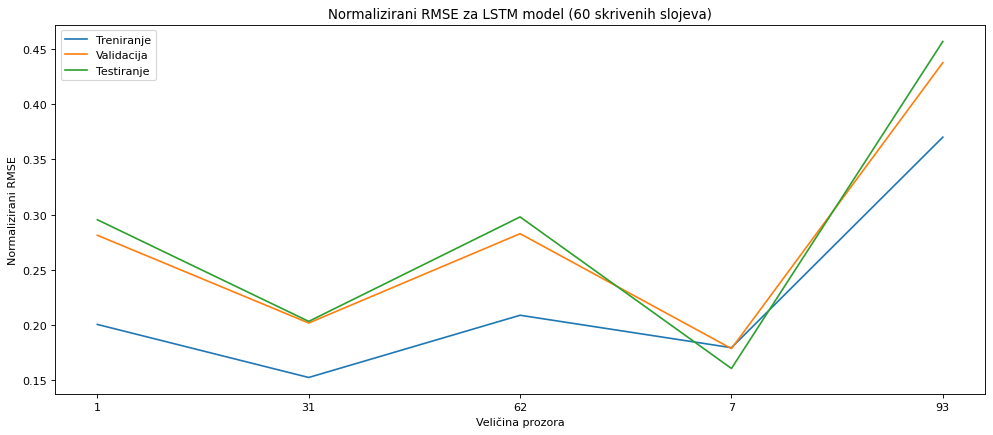 Normalizirani RMSE za LSTM model (60 skrivenih slojeva)
Treniranje
Validacija
Testiranje
Normalizirani RMSE
0.45
0.40
0.35
0.30
0.25
0.20
0.15
1 31 62 7 93
Veličina prozora